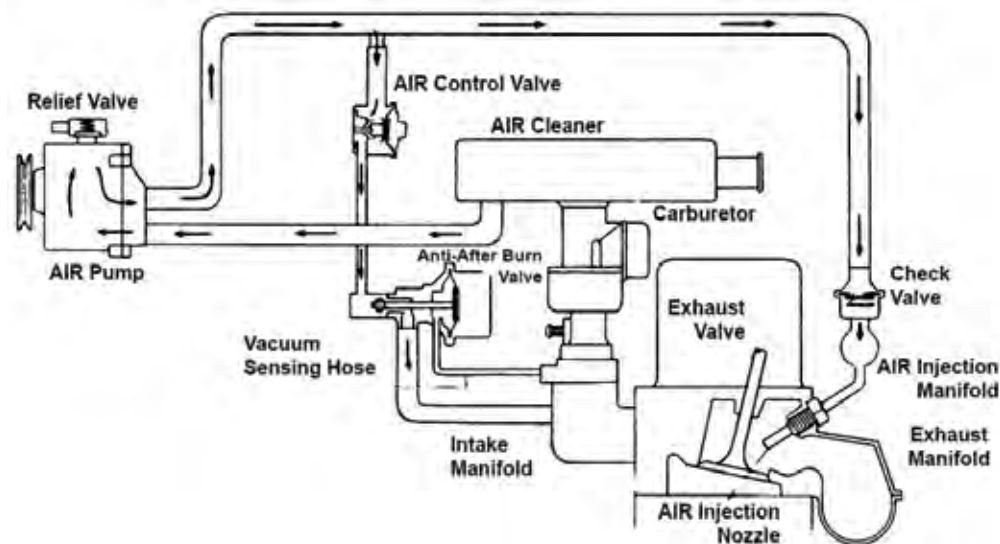 AIR Control Valve
Relief Valve
AIR Cleaner
Carburetor
AIR Pump
Anti-After Burn
Valve
Check
Valve
Exhaust
Valve
Vacuum
Sensing Hose
AIR Injection
Manifold
Intake
Manifold
Exhaust
Manifold
AIR Injection
Nozzle